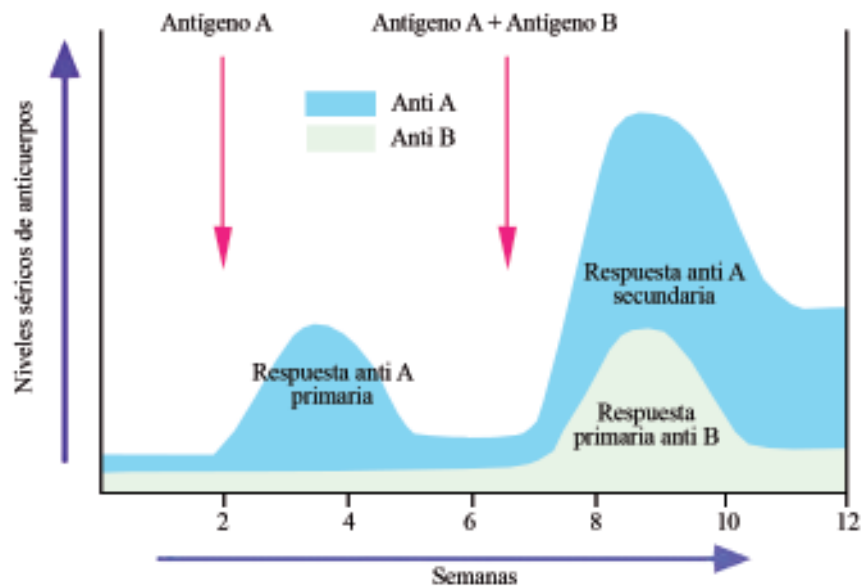 Antígeno A
Antígeno A + Antígeno B
Anti A
Anti B
Niveles séricos de anticuerpos
Respuesta anti A
primaria
Respuesta anti A
secundaria
Respuesta
primaria anti B
2
4
6
8
10
12
Semanas